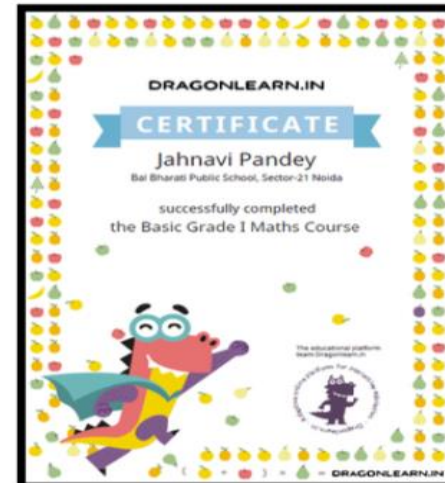 DRAGONLEARN.IN
CERTIFICATE
Jahnavi Pandey
Bal Bharati Public School, Sector-21 Noida
successfully completed
the Basic Grade I Maths Course
The educational platform
team Dragonlearn.in
DRAGONLEARN.IN